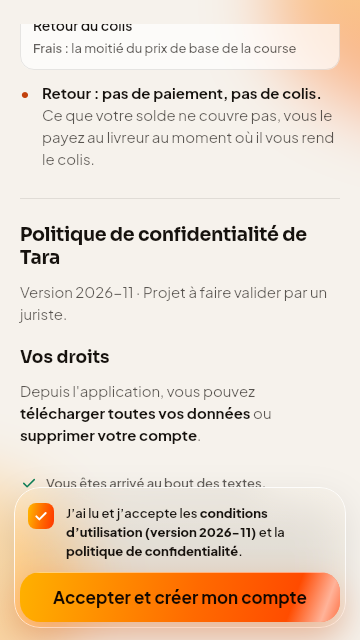 Retour du colis
Frais : la moitié du prix de base de la course
• Retour : pas de paiement, pas de colis.
Ce que votre solde ne couvre pas, vous le
payez au livreur au moment où il vous rend
le colis.
Politique de confidentialité de
Tara
Version 2026-11 · Projet à faire valider par un
juriste.
Vos droits
Depuis l'application, vous pouvez
télécharger toutes vos données ou
supprimer votre compte.
Vous êtes arrivé au bout des textes.
J'ai lu et j'accepte les conditions
d'utilisation (version 2026-11) et la
politique de confidentialité.
Accepter et créer mon compte